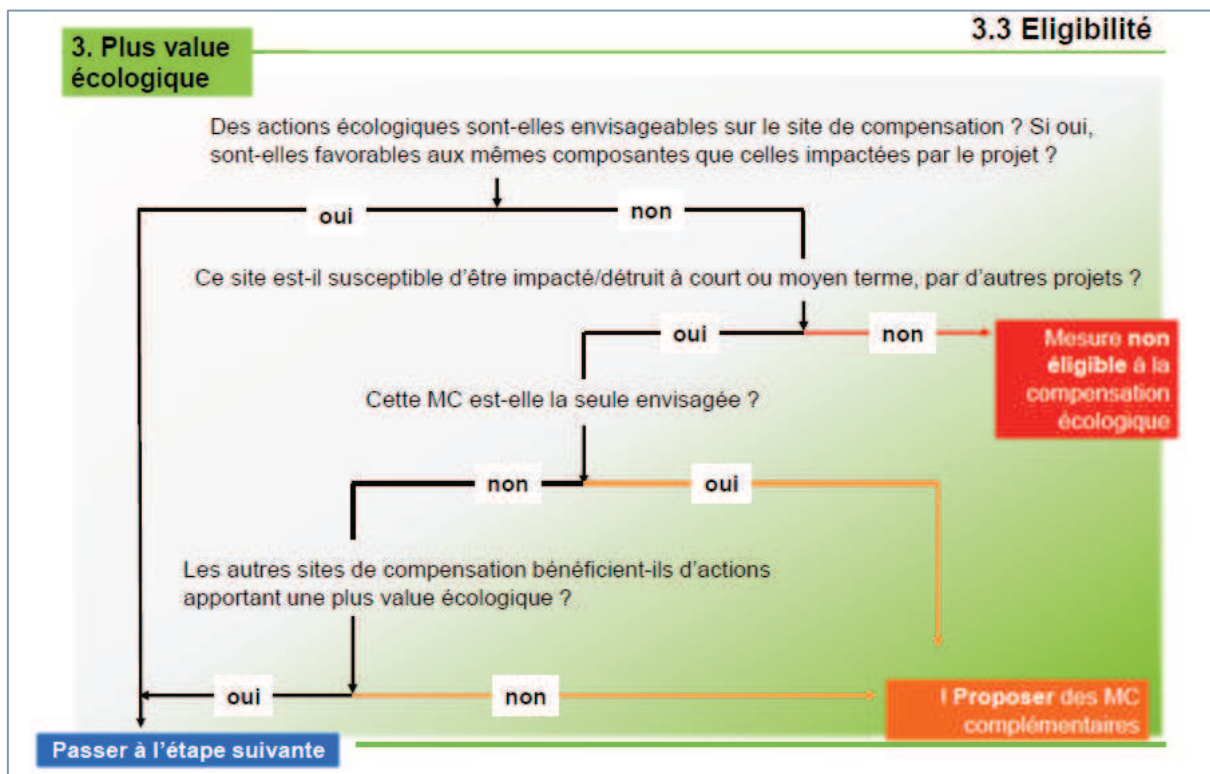 3. Plus value
écologique
3.3 Eligibilité
Des actions écologiques sont-elles envisageables sur le site de compensation ? Si oui,
sont-elles favorables aux mêmes composantes que celles impactées par le projet ?
oui
non
Ce site est-il susceptible d'être impacté/détruit à court ou moyen terme, par d'autres projets ?
oui
non
Mesure non
éligible à la
compensation
écologique
Cette MC est-elle la seule envisagée ?
non
oui
Les autres sites de compensation bénéficient-ils d'actions
apportant une plus value écologique ?
oui
non
! Proposer des MC
complémentaires
Passer à l'étape suivante